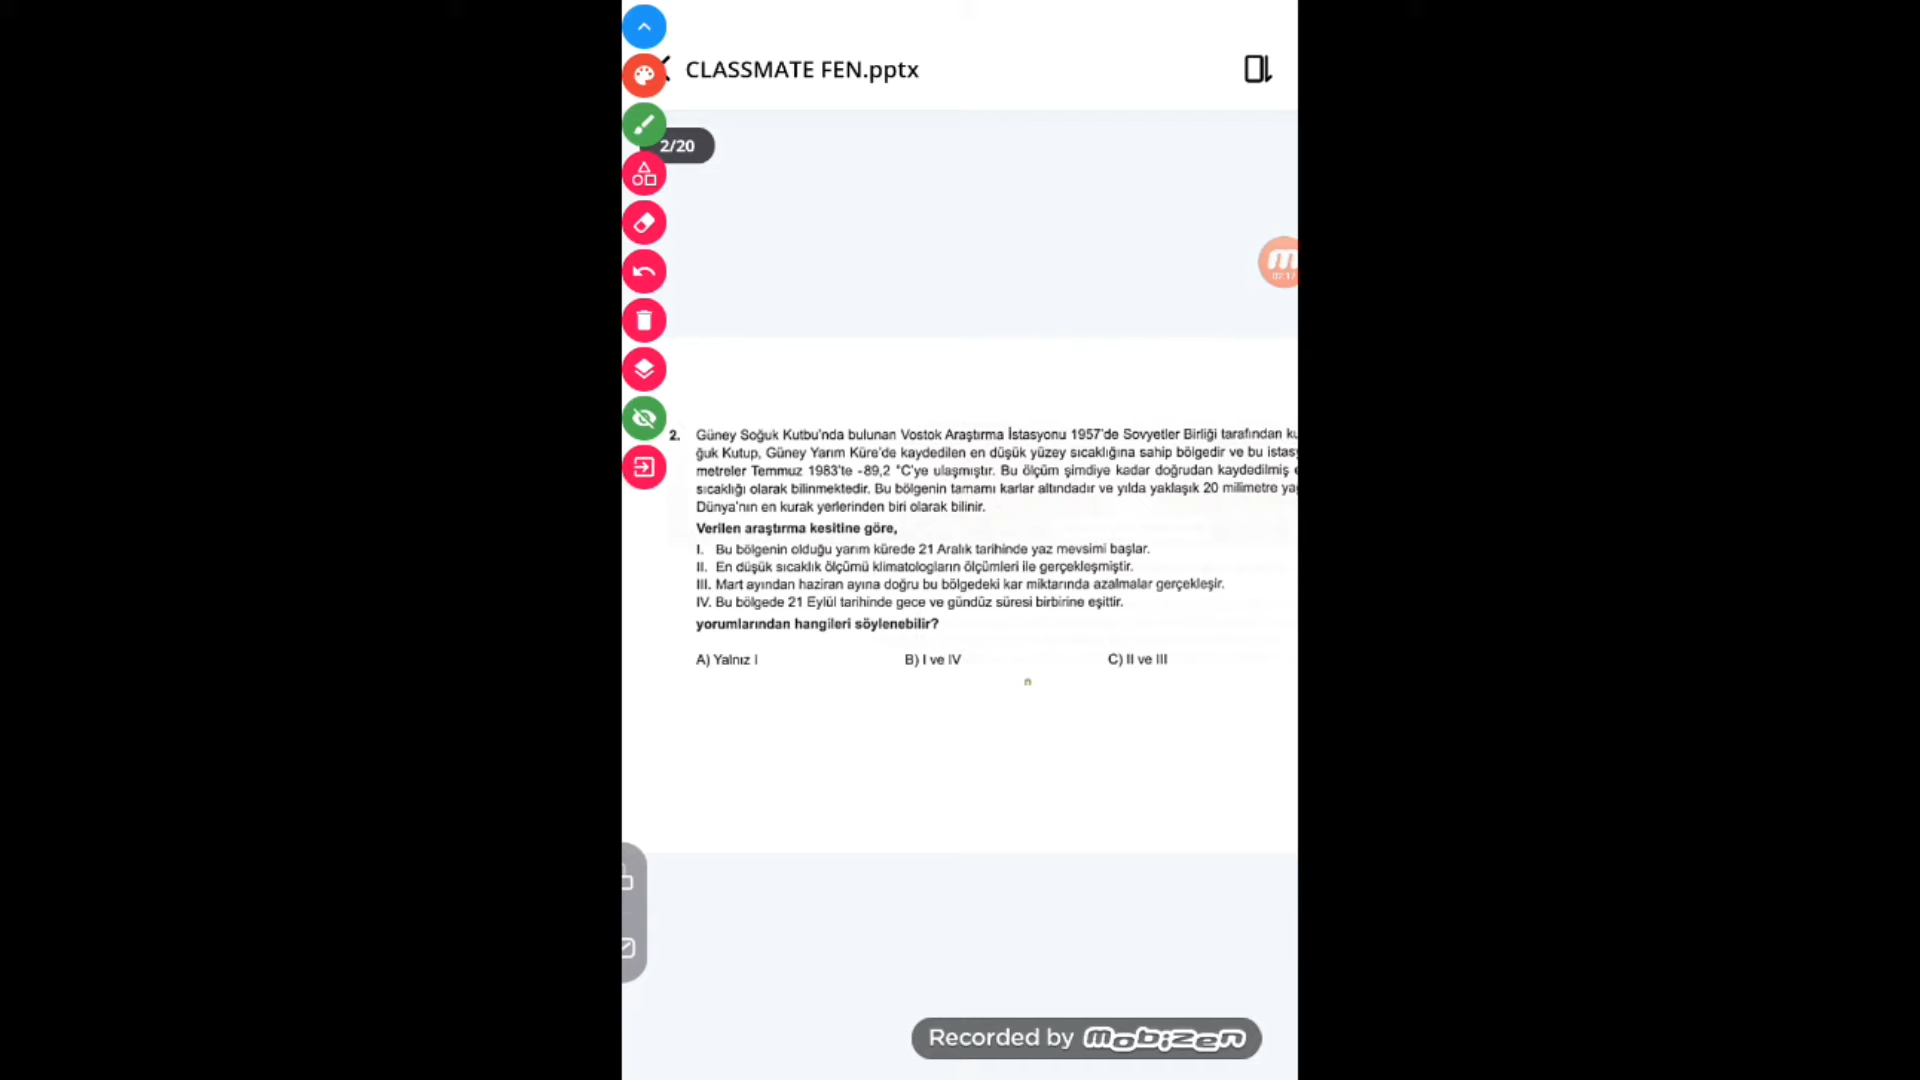 CLASSMATE FEN.pptx
2/20
2. Güney Soğuk Kutbu'nda bulunan Vostok Araştırma İstasyonu 1957'de Sovyetler Birliği tarafından
ğuk Kutup, Güney Yarım Küre'de kaydedilen en düşük yüzey sıcaklığına sahip bölgedir ve bu
metreler Temmuz 1983'te -89,2 °C'ye ulaşmıştır. Bu ölçüm şimdiye kadar doğrudan kaydedilmiş
sıcaklığı olarak bilinmektedir. Bu bölgenin tamamı karlar altındadır ve yılda yaklaşık 20 milimetre
Dünya'nın en kurak yerlerinden biri olarak bilinir.
Verilen araştırma kesitine göre,
I. Bu bölgenin olduğu yarım kürede 21 Aralık tarihinde yaz mevsimi başlar.
II. En düşük sıcaklık ölçümü klimatologların ölçümleri ile gerçekleşmiştir.
III. Mart ayından haziran ayına doğru bu bölgedeki kar miktarında azalmalar gerçekleşir.
IV. Bu bölgede 21 Eylül tarihinde gece ve gündüz süresi birbirine eşittir.
yorumlarından hangileri söylenebilir?
A) Yalnız I B) I ve IV C) II ve III
Recorded by mobizen